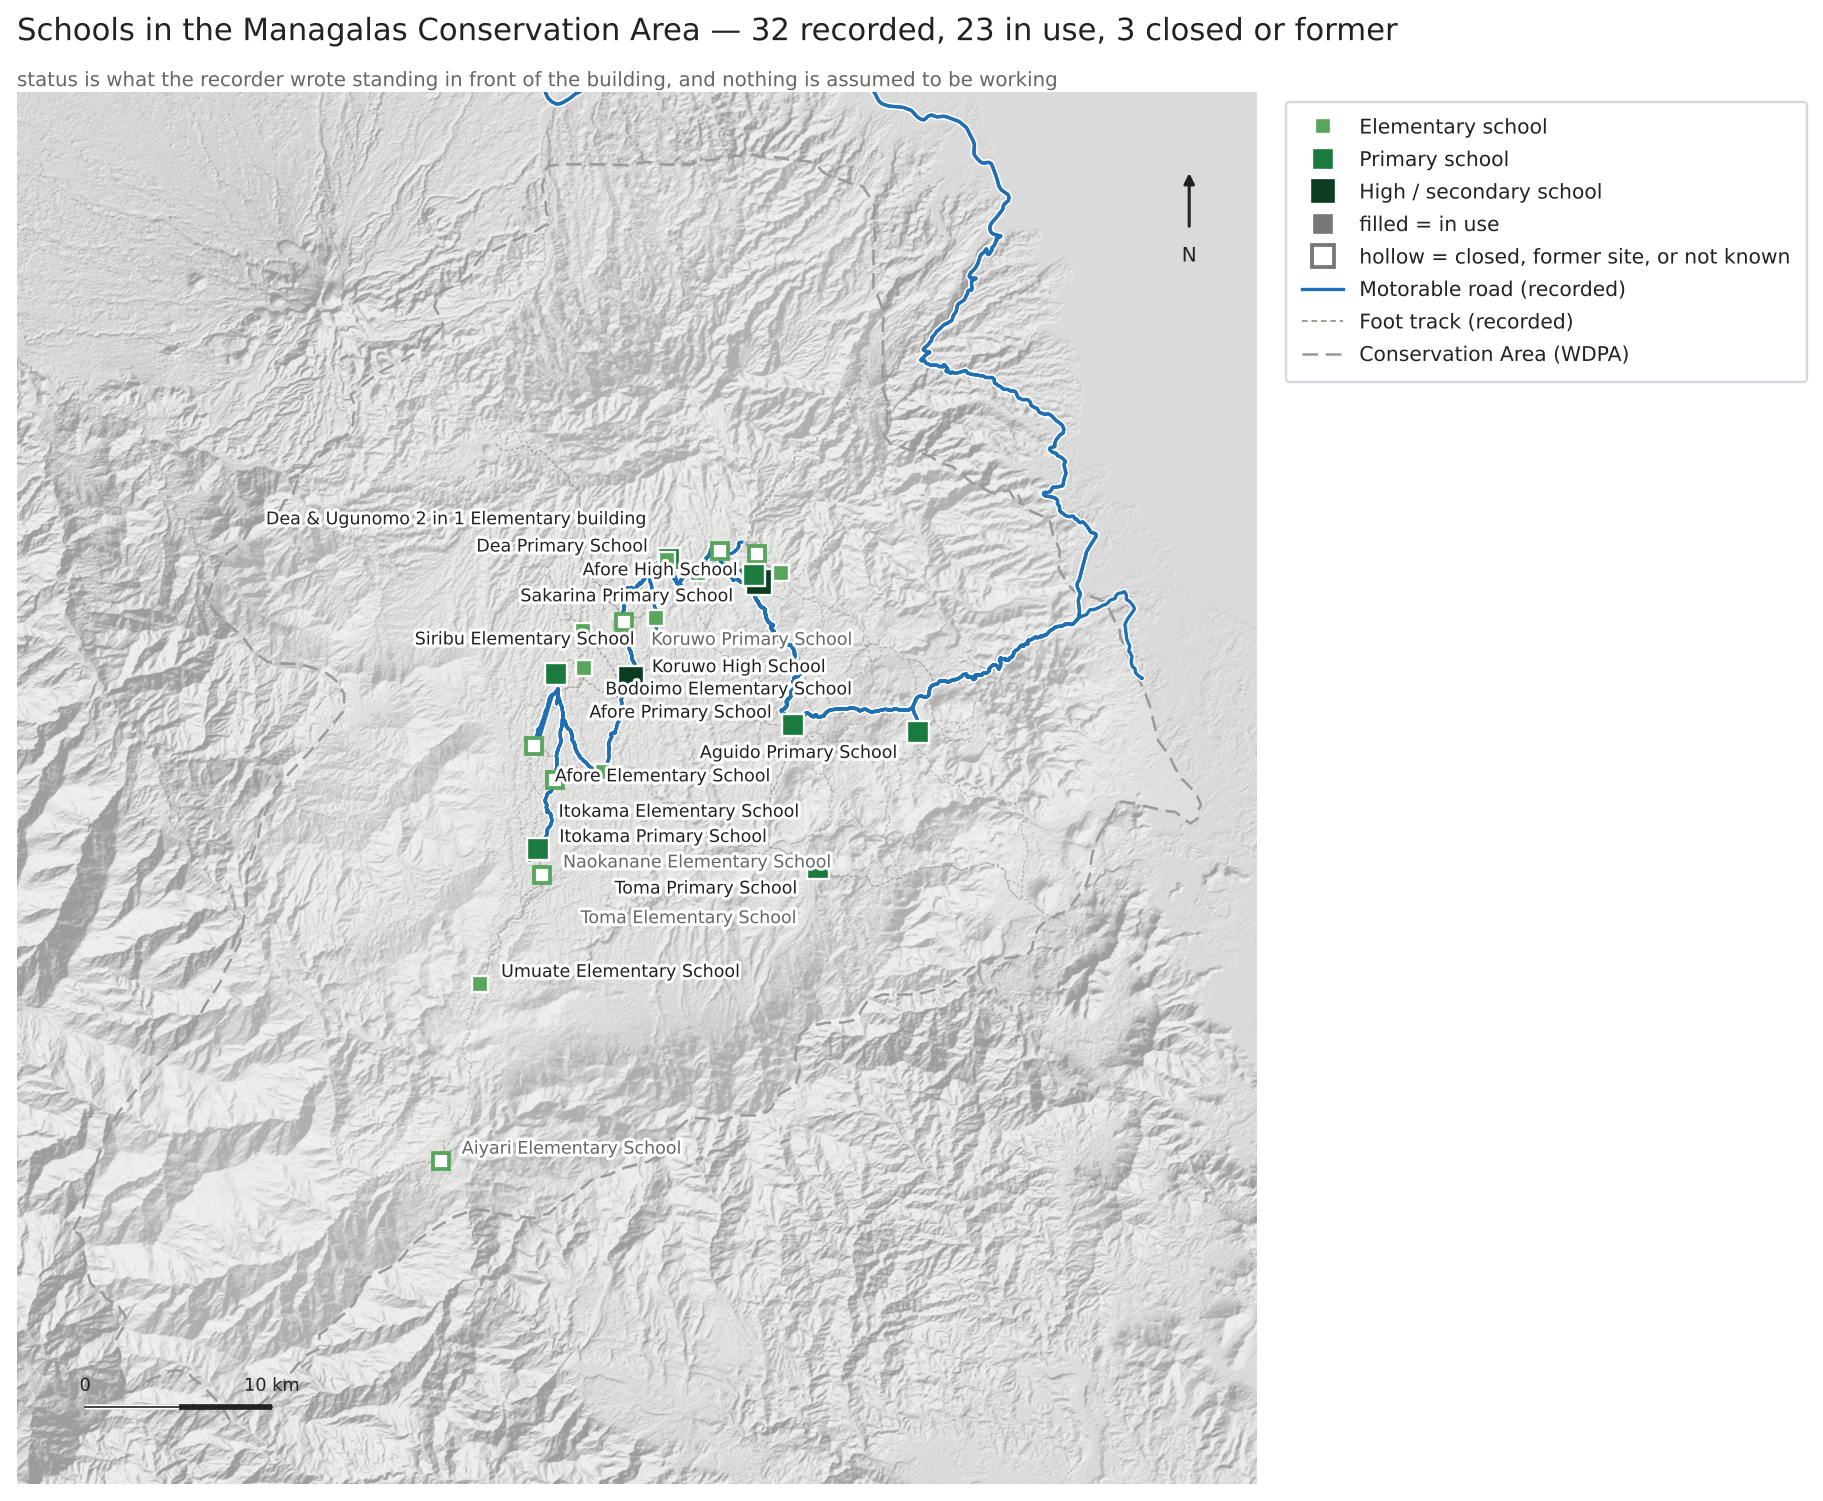 Schools in the Managalas Conservation Area — 32 recorded, 23 in use, 3 closed or former
status is what the recorder wrote standing in front of the building, and nothing is assumed to be working
Elementary school
Primary school
High / secondary school
filled = in use
hollow = closed, former site, or not known
Motorable road (recorded)
Foot track (recorded)
Conservation Area (WDPA)
N
Dea & Ugunomo 2 in 1 Elementary building
Dea Primary School
Afore High School
Sakarina Primary School
Siribu Elementary School
Koruwo Primary School
Koruwo High School
Bodoimo Elementary School
Afore Primary School
Aguido Primary School
Afore Elementary School
Itokama Elementary School
Itokama Primary School
Naokanane Elementary School
Toma Primary School
Toma Elementary School
Umuate Elementary School
Aiyari Elementary School
0
10 km